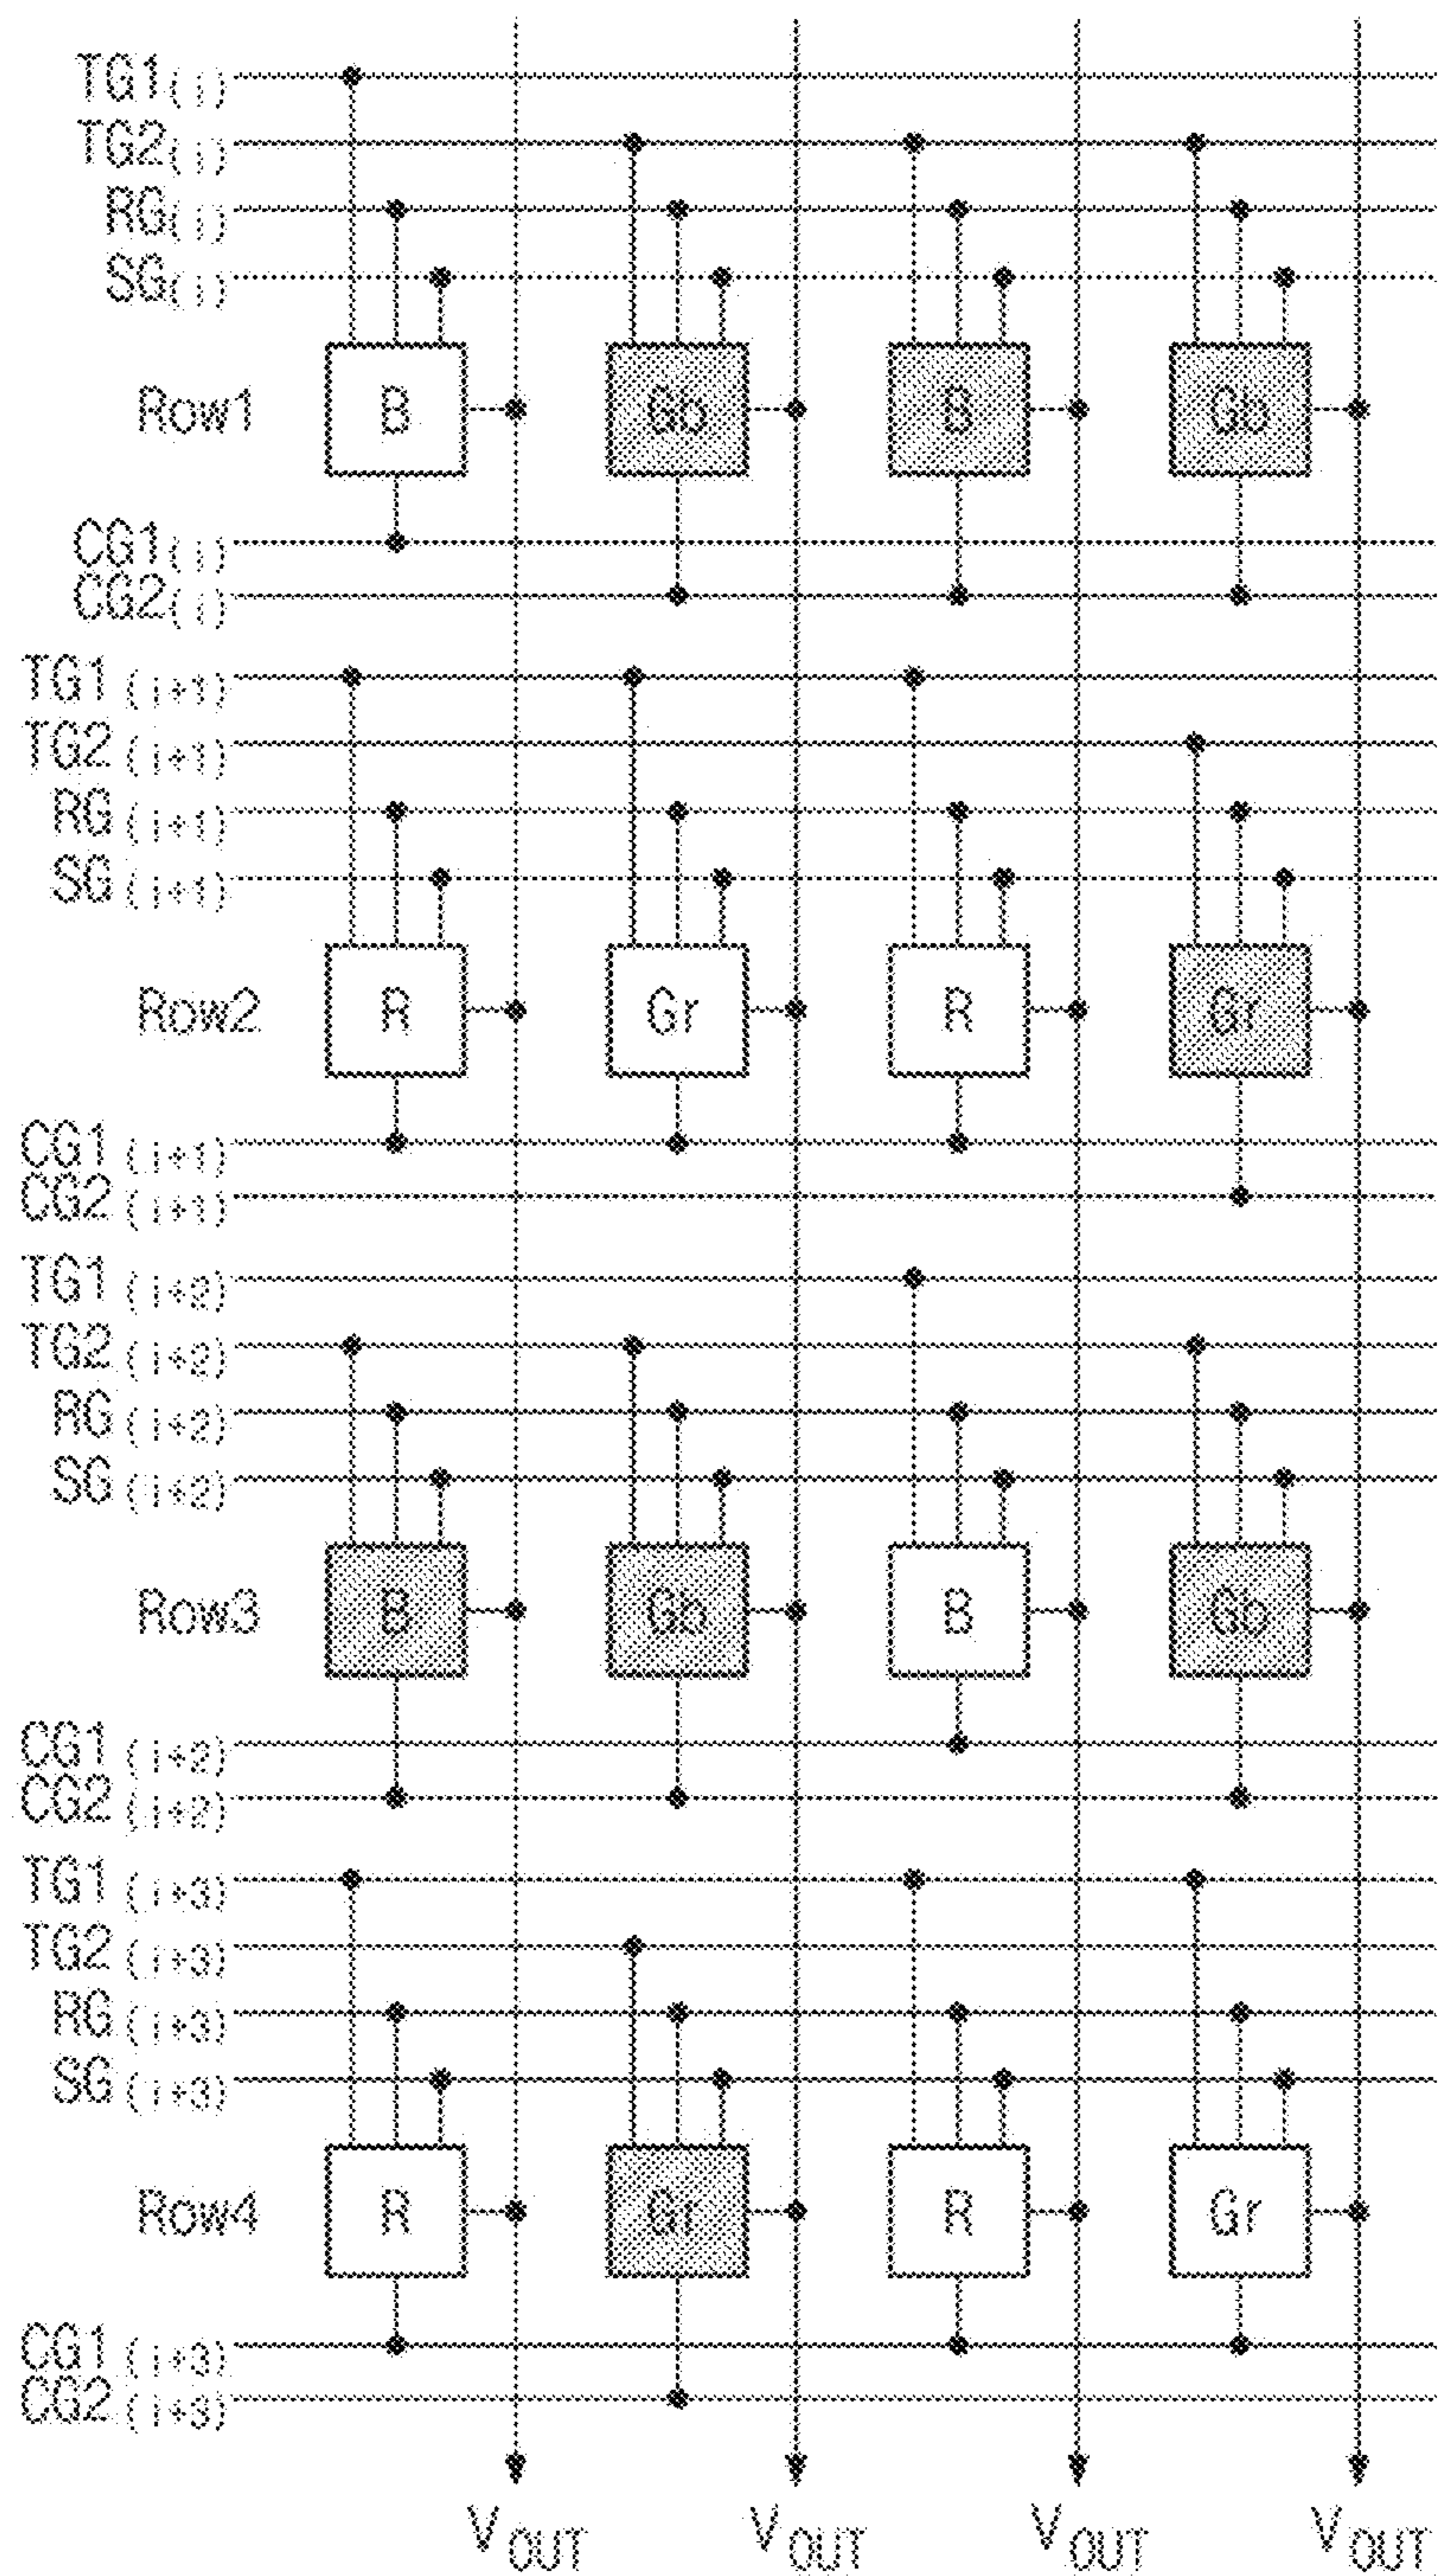 TG1(i)
TG2(i)
RG(i)
SG(i)
Row1 B Gb B Gb
CG1(i)
CG2(i)
TG1(i+1)
TG2(i+1)
RG(i+1)
SG(i+1)
Row2 R Gr R Gr
CG1(i+1)
CG2(i+1)
TG1(i+2)
TG2(i+2)
RG(i+2)
SG(i+2)
Row3 B Gb B Gb
CG1(i+2)
CG2(i+2)
TG1(i+3)
TG2(i+3)
RG(i+3)
SG(i+3)
Row4 R Gr R Gr
CG1(i+3)
CG2(i+3)
VOUT VOUT VOUT VOUT